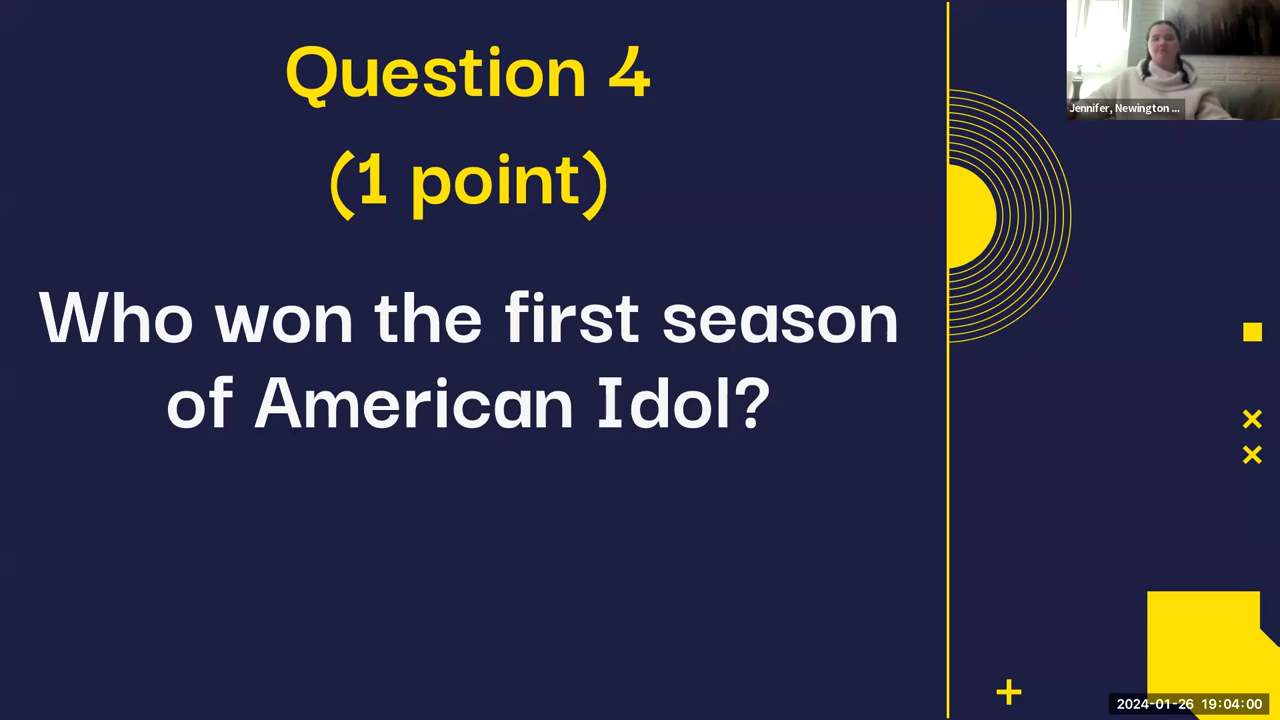 Question 4
(1 point)
Who won the first season
of American Idol?
Jennifer, Newington ...
2024-01-26 19:04:00